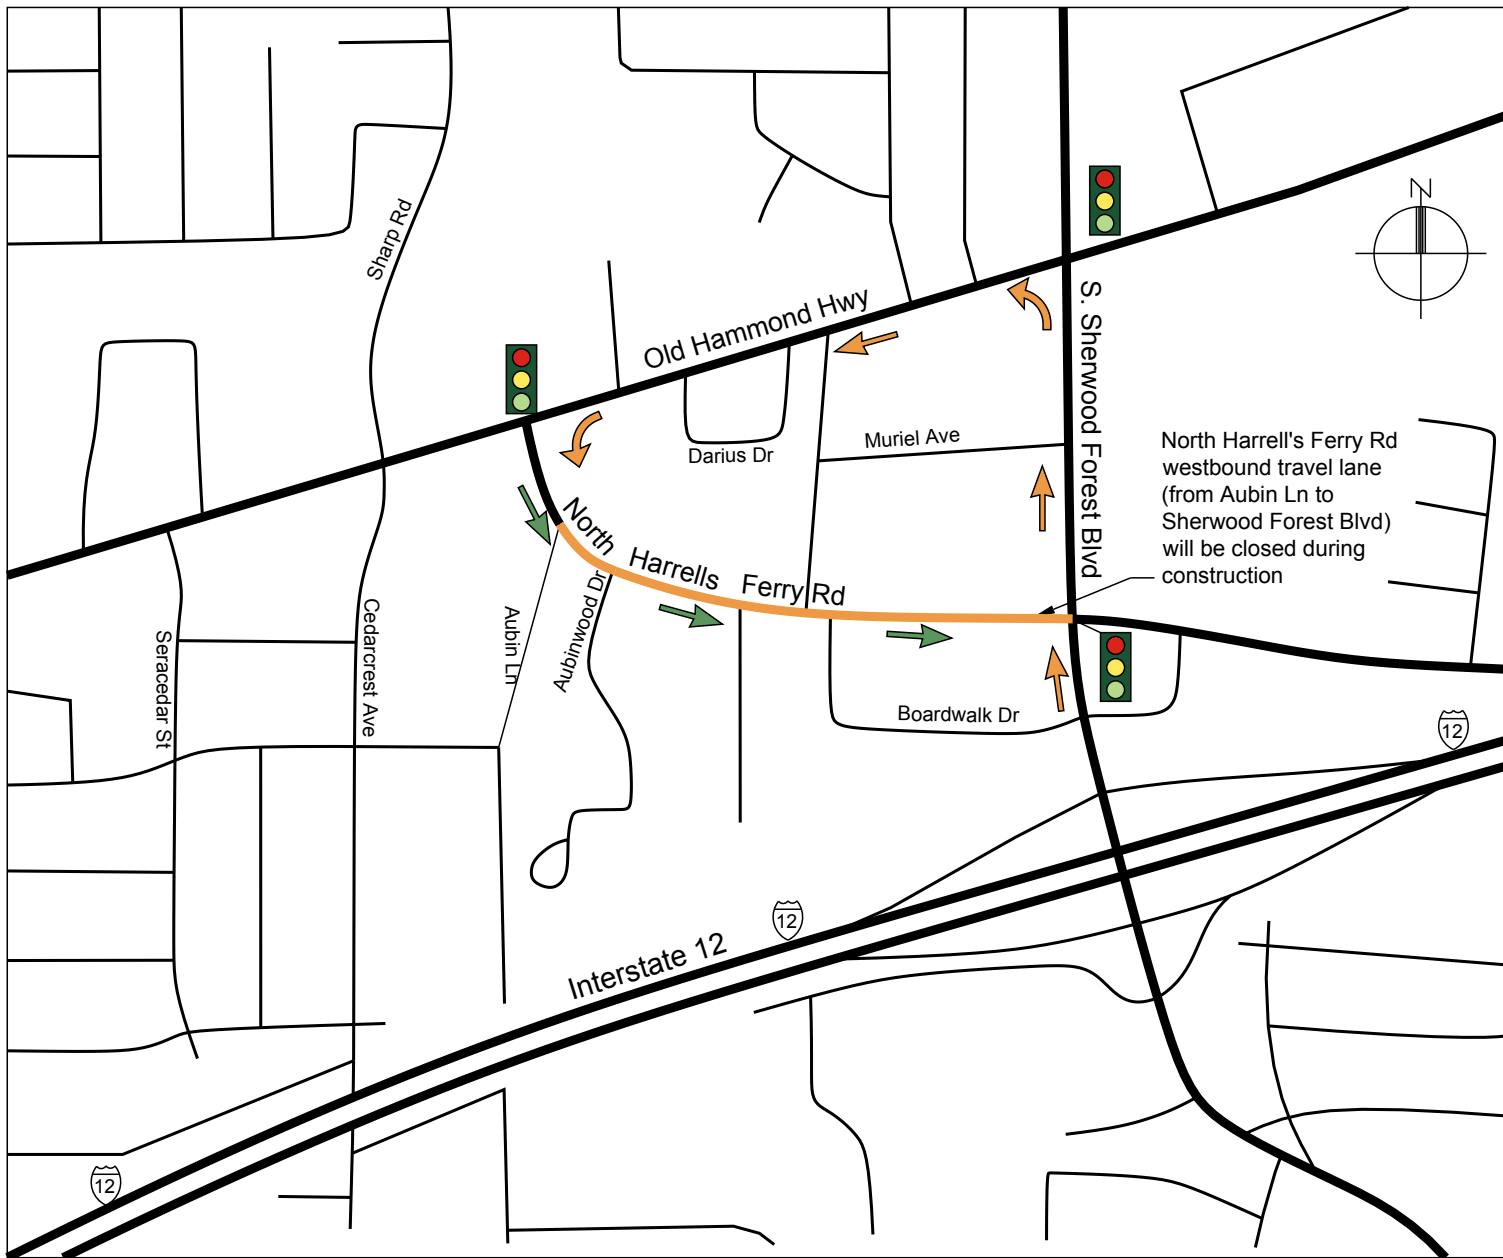 N
Sharp Rd
Old Hammond Hwy
S. Sherwood Forest Blvd
Darius Dr
Muriel Ave
North Harrell's Ferry Rd
westbound travel lane
(from Aubin Ln to
Sherwood Forest Blvd)
will be closed during
construction
North Harrells Ferry Rd
Aubin Ln
Aubinwood Dr
Cedarcrest Ave
Seracedar St
Boardwalk Dr
12
12
Interstate 12
12